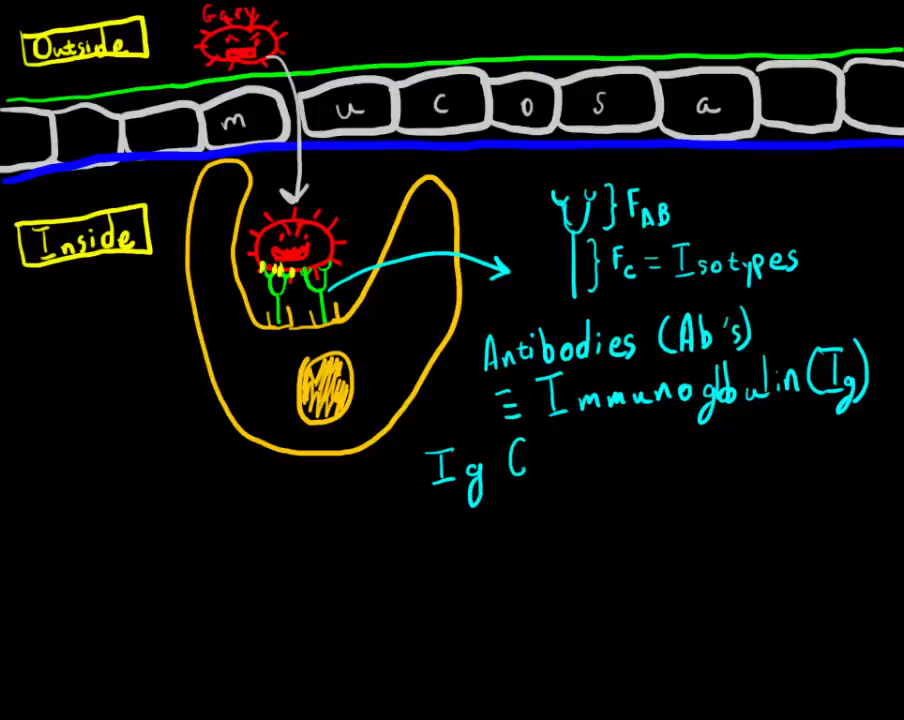 Gary
Outside
m u c o s a
Inside
} FAB
} Fc = Isotypes
Antibodies (Ab's)
≡ Immunoglobulin (Ig)
Ig C